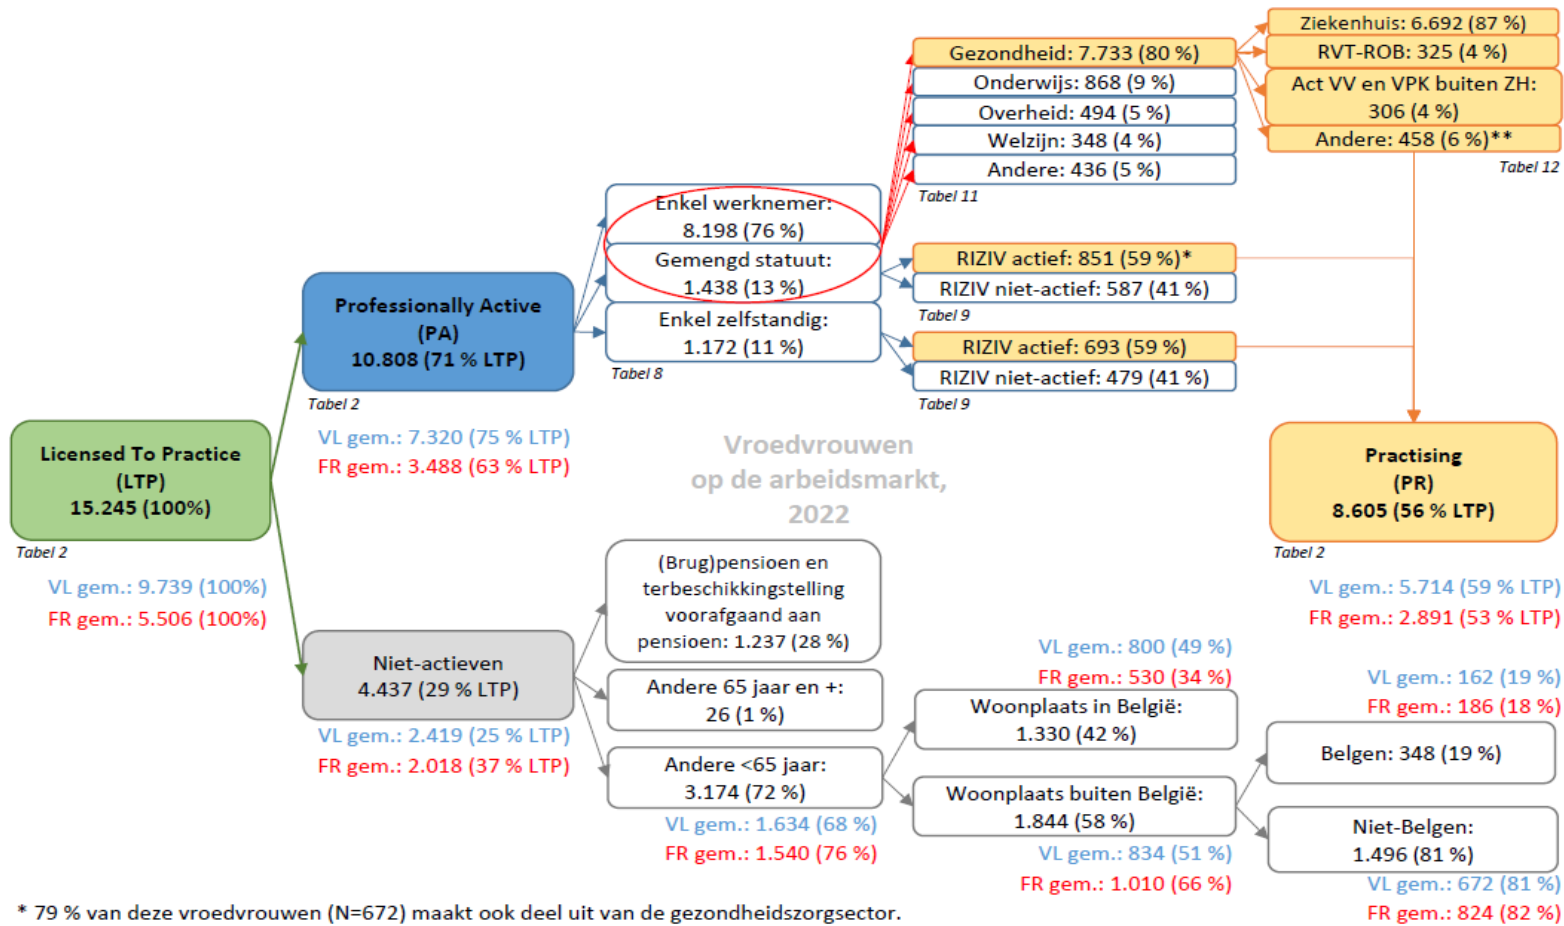 Licensed To Practice
(LTP)
15.245 (100%)
Tabel 2
VL gem.: 9.739 (100%)
FR gem.: 5.506 (100%)
Professionally Active
(PA)
10.808 (71 % LTP)
Tabel 2
VL gem.: 7.320 (75 % LTP)
FR gem.: 3.488 (63 % LTP)
Niet-actieven
4.437 (29 % LTP)
VL gem.: 2.419 (25 % LTP)
FR gem.: 2.018 (37 % LTP)
Enkel werknemer:
8.198 (76 %)
Gemengd statuut:
1.438 (13 %)
Enkel zelfstandig:
1.172 (11 %)
Tabel 8
Gezondheid: 7.733 (80 %)
Onderwijs: 868 (9 %)
Overheid: 494 (5 %)
Welzijn: 348 (4 %)
Andere: 436 (5 %)
Tabel 11
RIZIV actief: 851 (59 %)*
RIZIV niet-actief: 587 (41 %)
Tabel 9
RIZIV actief: 693 (59 %)
RIZIV niet-actief: 479 (41 %)
Tabel 9
Ziekenhuis: 6.692 (87 %)
RVT-ROB: 325 (4 %)
Act VV en VPK buiten ZH:
306 (4 %)
Andere: 458 (6 %)**
Tabel 12
Practising
(PR)
8.605 (56 % LTP)
Tabel 2
VL gem.: 5.714 (59 % LTP)
FR gem.: 2.891 (53 % LTP)
Vroedvrouwen
op de arbeidsmarkt,
2022
(Brug)pensioen en
terbeschikkingstelling
voorafgaand aan
pensioen: 1.237 (28 %)
Andere 65 jaar en +:
26 (1 %)
Andere <65 jaar:
3.174 (72 %)
VL gem.: 1.634 (68 %)
FR gem.: 1.540 (76 %)
VL gem.: 800 (49 %)
FR gem.: 530 (34 %)
Woonplaats in België:
1.330 (42 %)
Woonplaats buiten België:
1.844 (58 %)
VL gem.: 834 (51 %)
FR gem.: 1.010 (66 %)
VL gem.: 162 (19 %)
FR gem.: 186 (18 %)
Belgen: 348 (19 %)
Niet-Belgen:
1.496 (81 %)
VL gem.: 672 (81 %)
FR gem.: 824 (82 %)
* 79 % van deze vroedvrouwen (N=672) maakt ook deel uit van de gezondheidszorgsector.